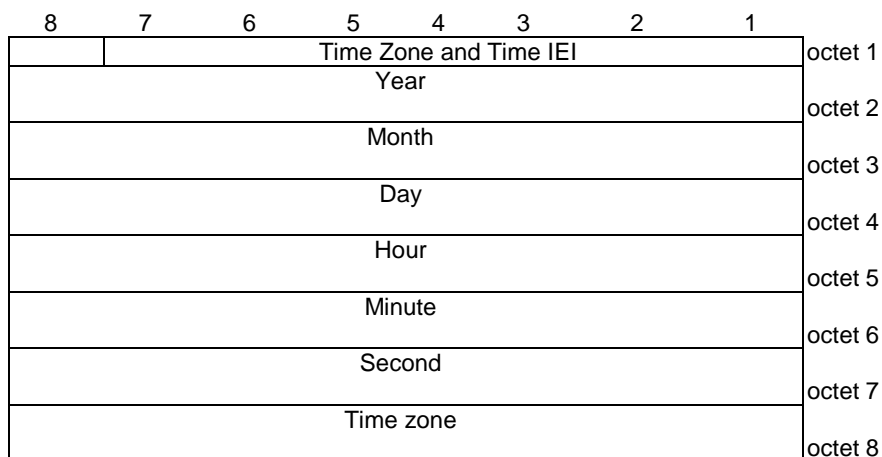 8 7 6 5 4 3 2 1
Time Zone and Time IEI octet 1
Year
octet 2
Month
octet 3
Day
octet 4
Hour
octet 5
Minute
octet 6
Second
octet 7
Time zone
octet 8